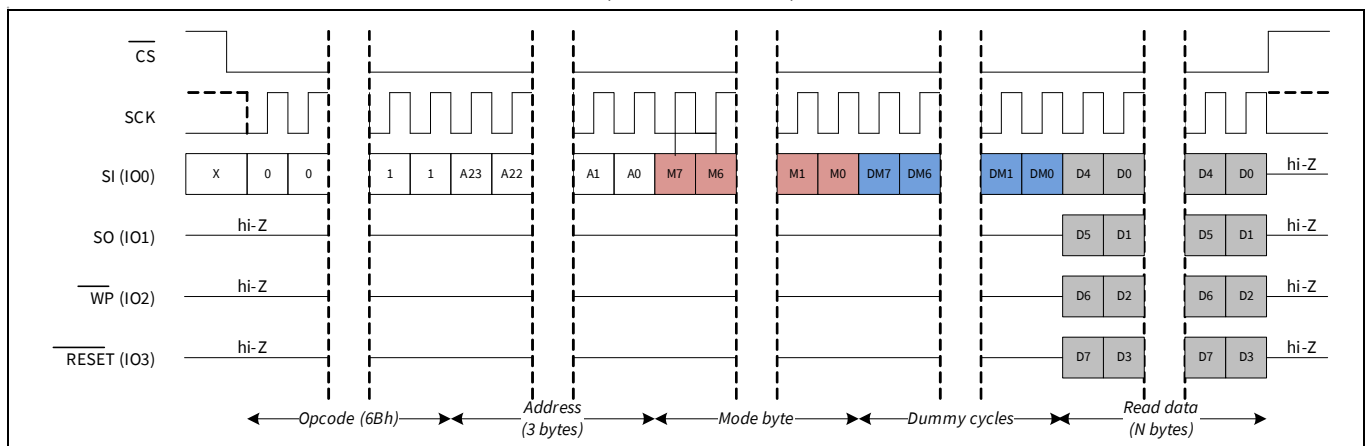 CS
SCK
SI (IO0) X 0 0 1 1 A23 A22 A1 A0 M7 M6 M1 M0 DM7 DM6 DM1 DM0 D4 D0 D4 D0 hi-Z
SO (IO1) hi-Z D5 D1 D5 D1 hi-Z
WP (IO2) hi-Z D6 D2 D6 D2 hi-Z
RESET (IO3) hi-Z D7 D3 D7 D3 hi-Z
Opcode (6Bh) Address Mode byte Dummy cycles Read data
(3 bytes) (N bytes)